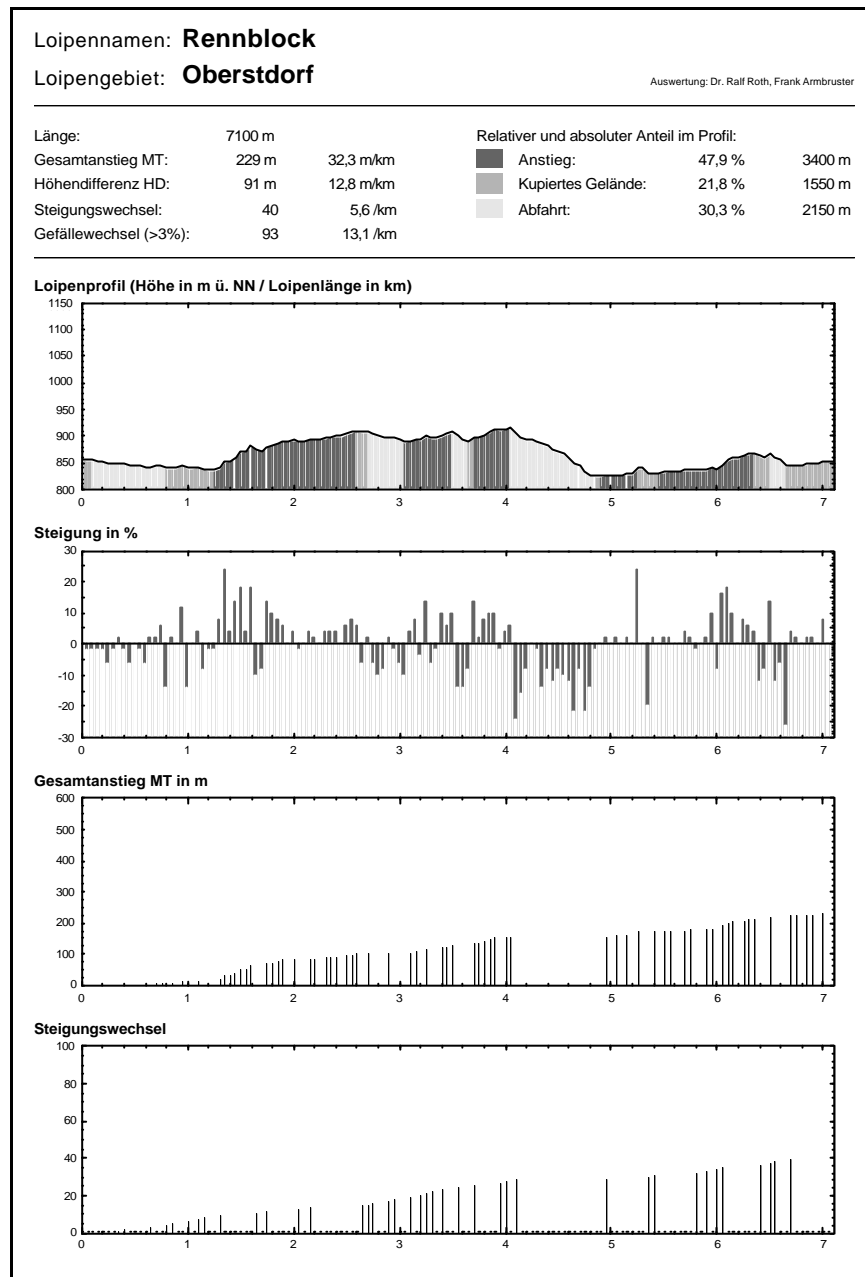 Loipennamen: Rennblock
Loipengebiet: Oberstdorf
Auswertung: Dr. Ralf Roth, Frank Armbruster
Länge: 7100 m
Gesamtanstieg MT: 229 m 32,3 m/km
Höhendifferenz HD: 91 m 12,8 m/km
Steigungswechsel: 40 5,6 /km
Gefällewechsel (>3%): 93 13,1 /km
Relativer und absoluter Anteil im Profil:
Anstieg: 47,9 % 3400 m
Kupiertes Gelände: 21,8 % 1550 m
Abfahrt: 30,3 % 2150 m
Loipenprofil (Höhe in m ü. NN / Loipenlänge in km)
1150
1100
1050
1000
950
900
850
800
0 1 2 3 4 5 6 7
Steigung in %
30
20
10
0
-10
-20
-30
0 1 2 3 4 5 6 7
Gesamtanstieg MT in m
600
500
400
300
200
100
0
0 1 2 3 4 5 6 7
Steigungswechsel
100
80
60
40
20
0
0 1 2 3 4 5 6 7